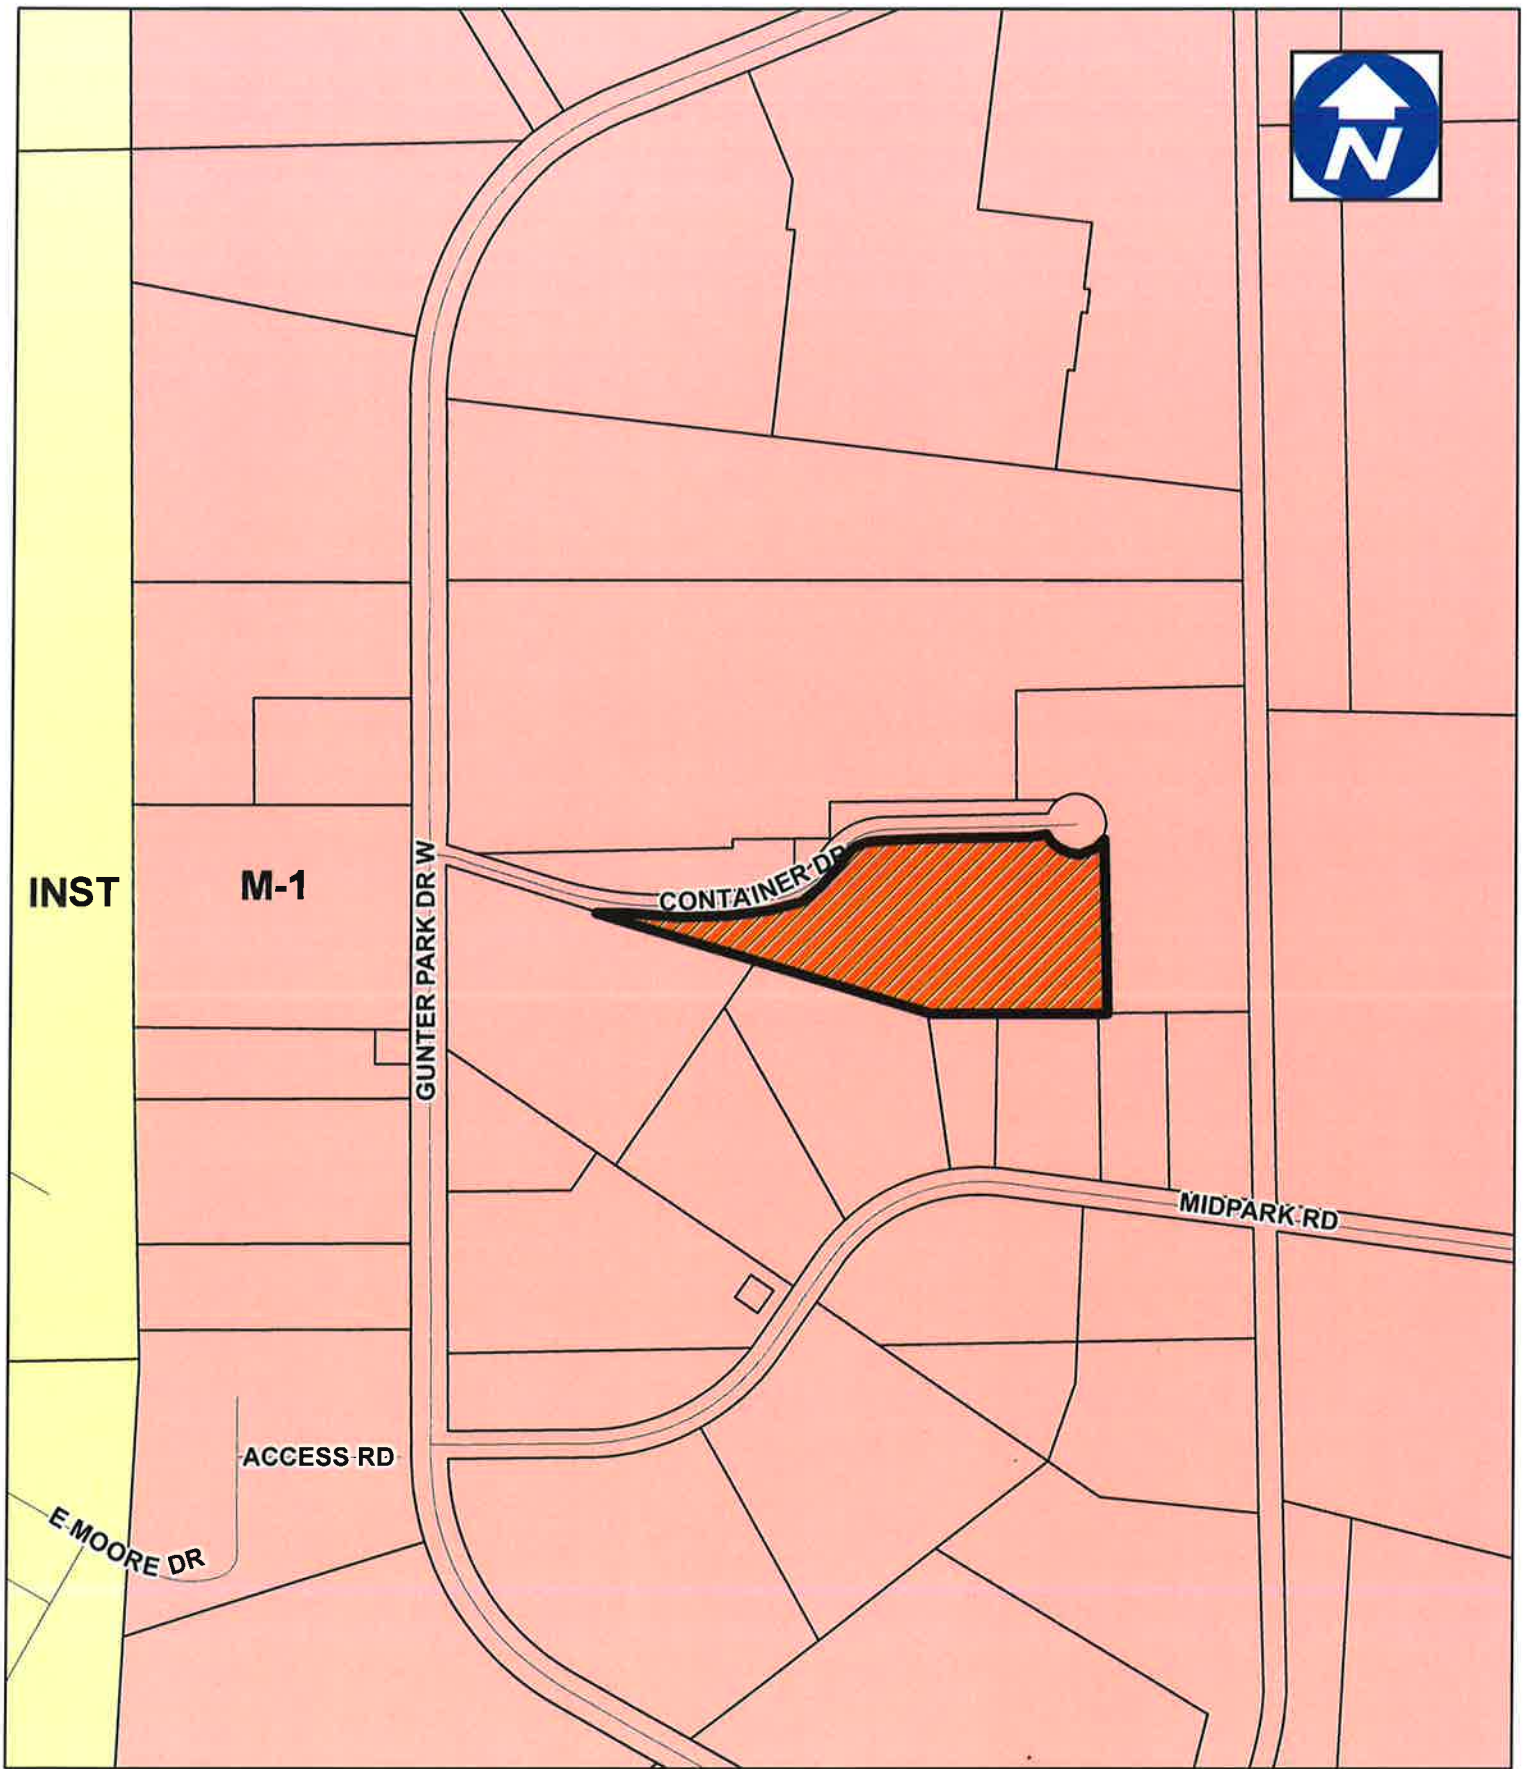 N
CONTAINER DR
INST
M-1
GUNTER PARK DR W
MIDPARK RD
ACCESS RD
E MOORE DR